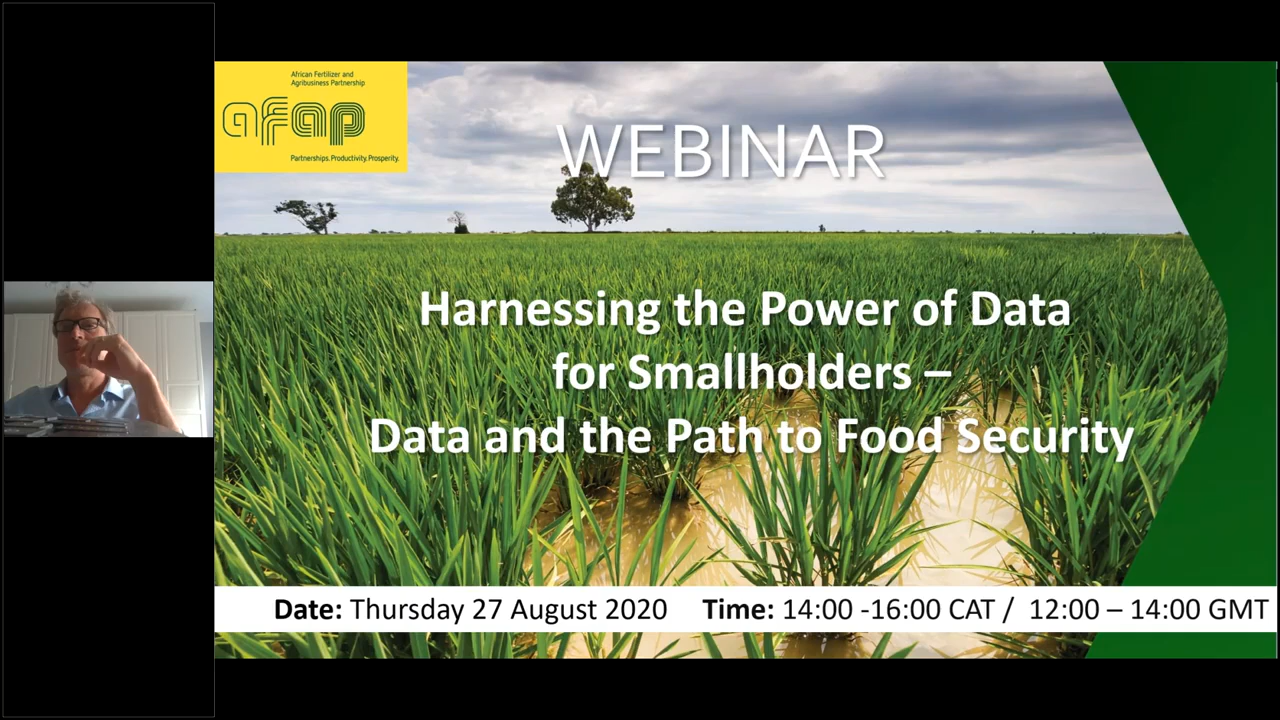 African Fertilizer and
Agribusiness Partnership
afap
Partnerships.Productivity.Prosperity.
WEBINAR
Harnessing the Power of Data
for Smallholders –
Data and the Path to Food Security
Date: Thursday 27 August 2020 Time: 14:00 -16:00 CAT / 12:00 – 14:00 GMT